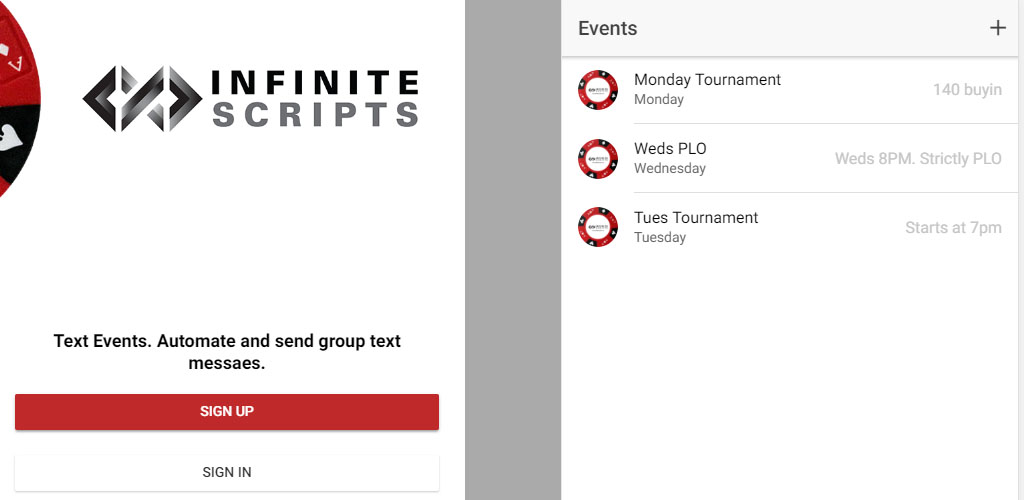 INFINITE
SCRIPTS
Text Events. Automate and send group text
messaes.
SIGN UP
SIGN IN
Events
Monday Tournament
Monday
140 buyin
Weds PLO
Wednesday
Weds 8PM. Strictly PLO
Tues Tournament
Tuesday
Starts at 7pm